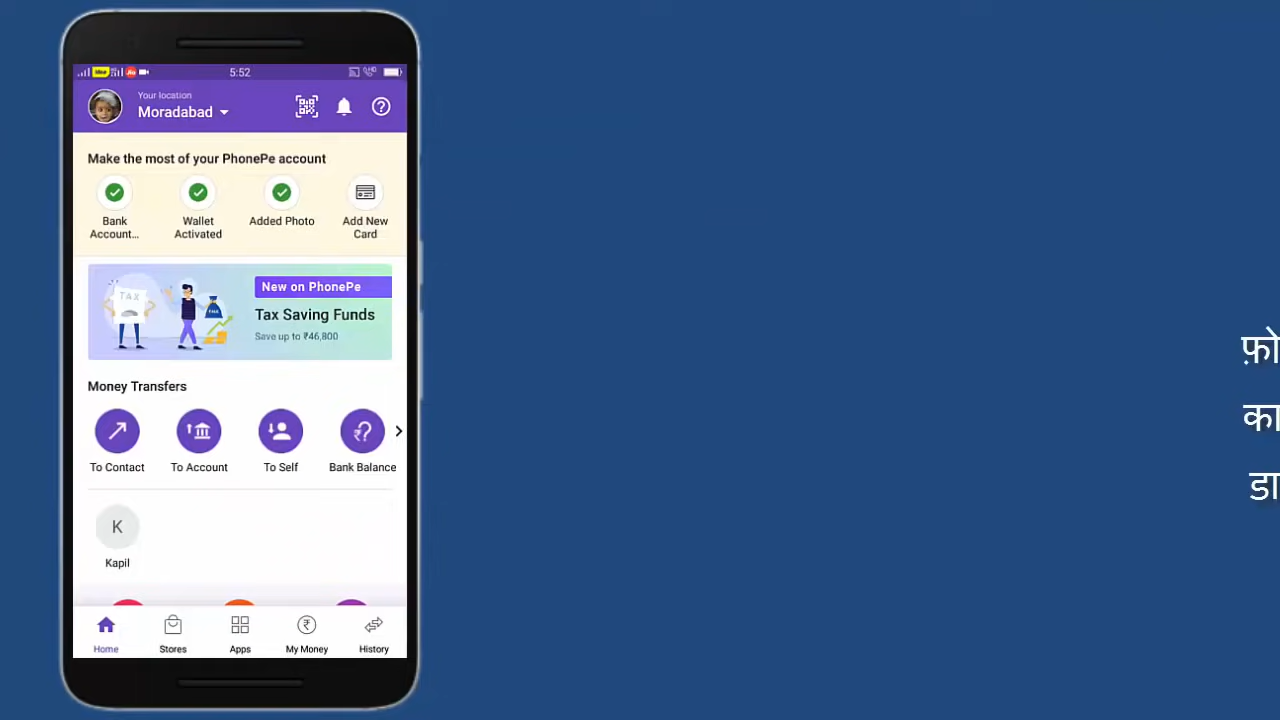 5:52
Your location
Moradabad
Make the most of your PhonePe account
Bank Account...
Wallet Activated
Added Photo
Add New Card
TAX
New on PhonePe
Tax Saving Funds
Save up to ₹46,800
Money Transfers
To Contact
To Account
To Self
Bank Balance
K
Kapil
Home
Stores
Apps
My Money
History